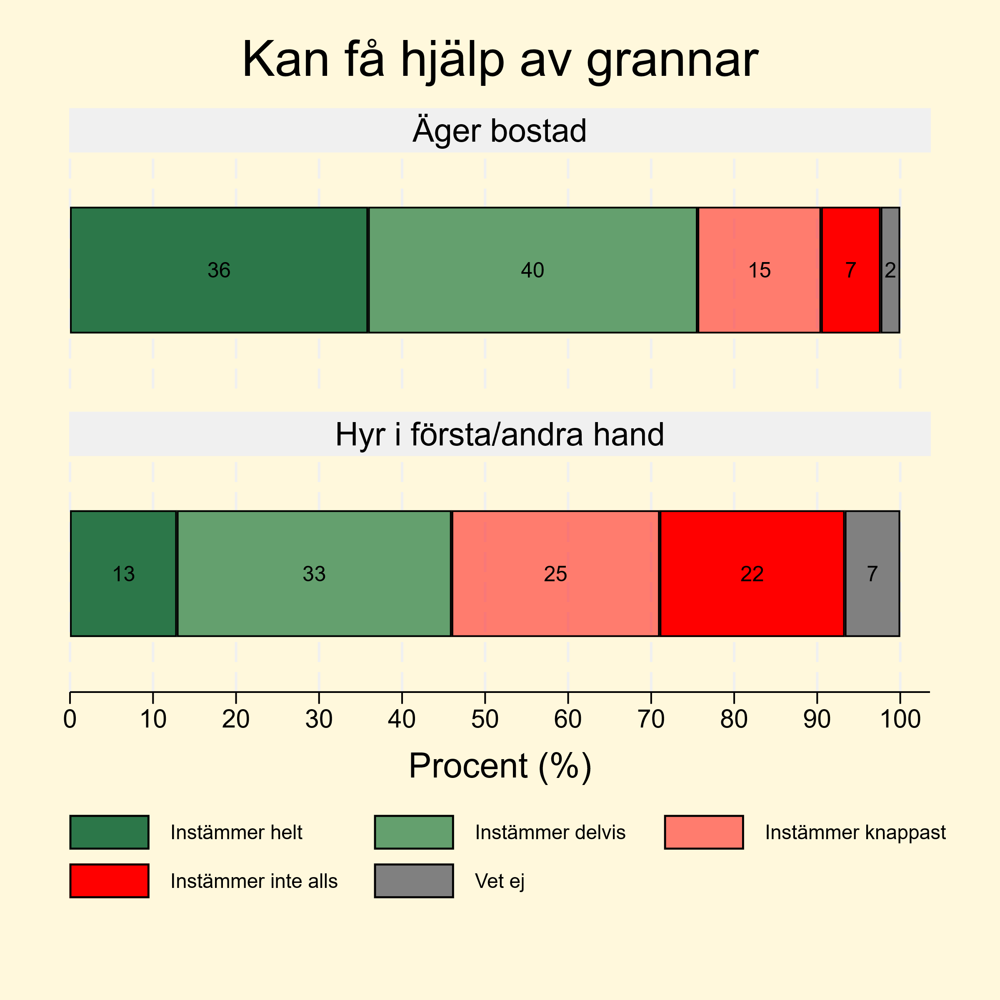 Kan få hjälp av grannar
Äger bostad
36 40 15 7 2
Hyr i första/andra hand
13 33 25 22 7
0 10 20 30 40 50 60 70 80 90 100
Procent (%)
Instämmer helt Instämmer delvis Instämmer knappast
Instämmer inte alls Vet ej